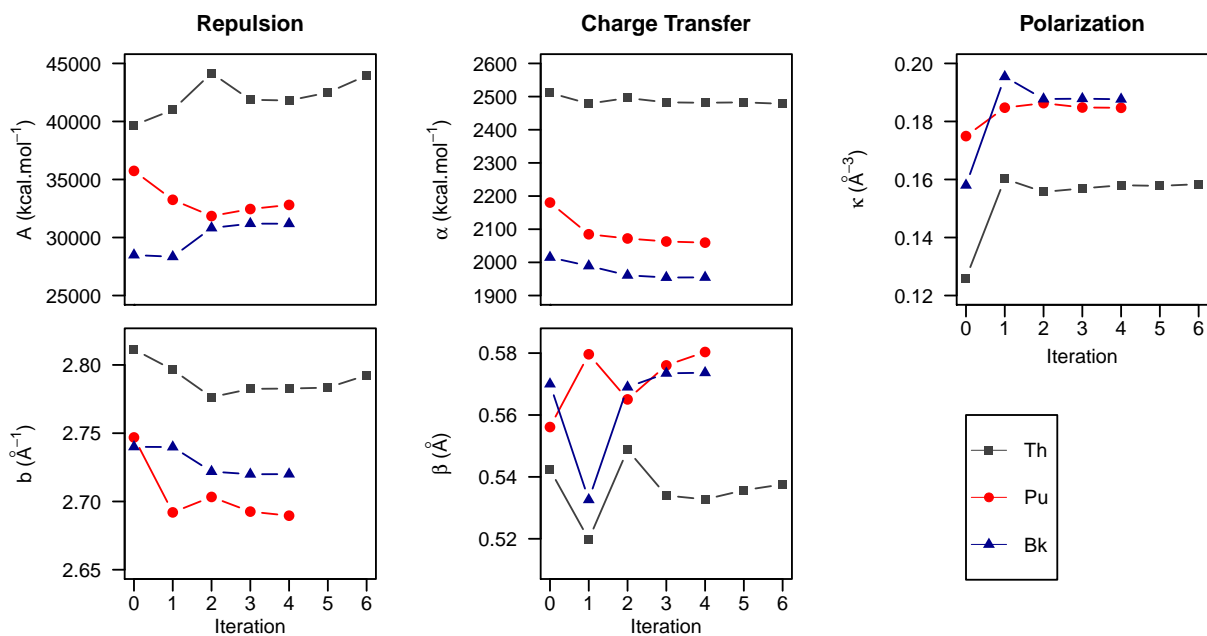 Repulsion
Charge Transfer
Polarization
A (kcal.mol−1)
45000
40000
35000
30000
25000
α (kcal.mol−1)
2600
2500
2400
2300
2200
2100
2000
1900
κ (Å−3)
0.20
0.18
0.16
0.14
0.12
0 1 2 3 4 5 6
Iteration
b (Å−1)
2.80
2.75
2.70
2.65
0 1 2 3 4 5 6
Iteration
β (Å)
0.58
0.56
0.54
0.52
0 1 2 3 4 5 6
Iteration
Th
Pu
Bk